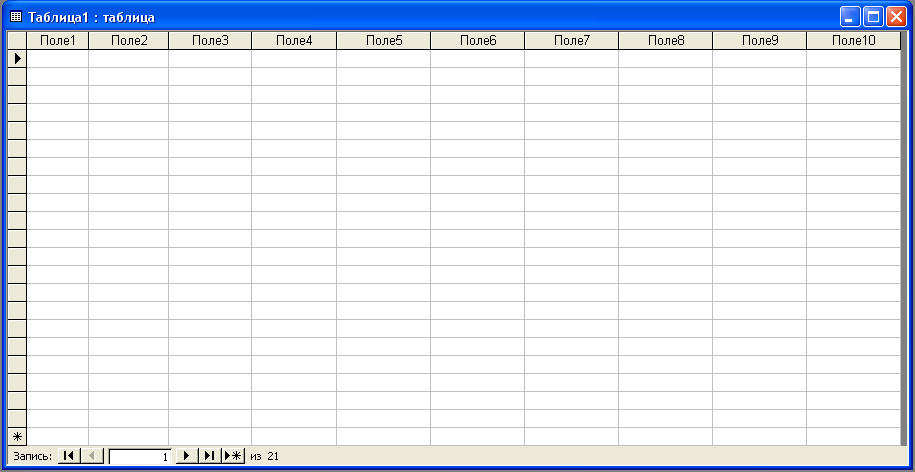 Таблица1 : таблица
Поле1 Поле2 Поле3 Поле4 Поле5 Поле6 Поле7 Поле8 Поле9 Поле10
Запись: 1 из 21